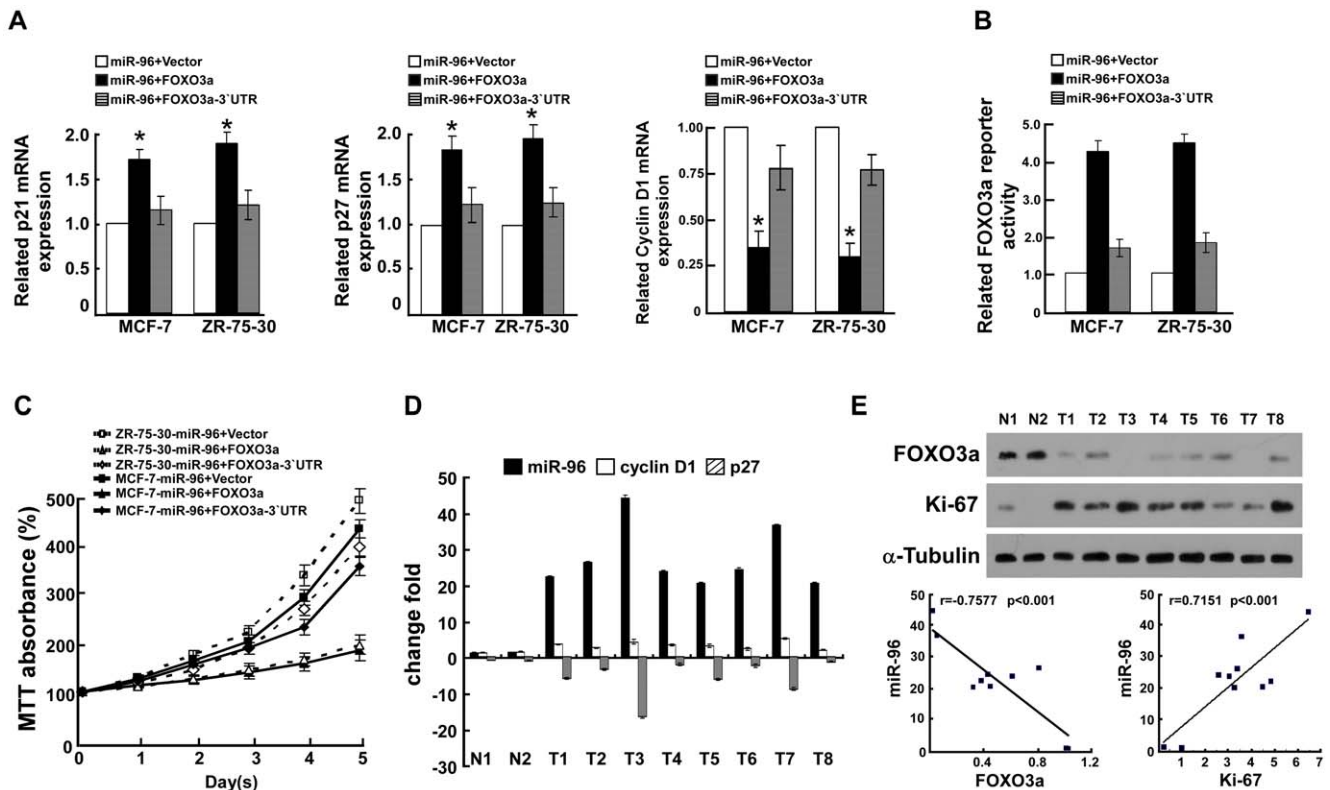 A
miR-96+Vector
miR-96+FOXO3a
miR-96+FOXO3a-3`UTR
Related p21 mRNA
expression
2.0
1.5
1.0
0.5
0
*
*
MCF-7 ZR-75-30
miR-96+Vector
miR-96+FOXO3a
miR-96+FOXO3a-3`UTR
Related p27 mRNA
expression
2.0
1.5
1.0
0.5
0
*
*
MCF-7 ZR-75-30
miR-96+Vector
miR-96+FOXO3a
miR-96+FOXO3a-3`UTR
Related Cyclin D1 mRNA
expression
1.00
0.75
0.50
0.25
0
*
*
MCF-7 ZR-75-30
B
miR-96+Vector
miR-96+FOXO3a
miR-96+FOXO3a-3`UTR
Related FOXO3a reporter
activity
5.0
4.0
3.0
2.0
1.0
0
MCF-7 ZR-75-30
C
ZR-75-30-miR-96+Vector
ZR-75-30-miR-96+FOXO3a
ZR-75-30-miR-96+FOXO3a-3`UTR
MCF-7-miR-96+Vector
MCF-7-miR-96+FOXO3a
MCF-7-miR-96+FOXO3a-3`UTR
MTT absorbance (%)
500
400
300
200
100
0
0 1 2 3 4 5
Day(s)
D
miR-96 cyclin D1 p27
change fold
50
40
30
20
10
0
-10
-20
-30
N1 N2 T1 T2 T3 T4 T5 T6 T7 T8
E
N1 N2 T1 T2 T3 T4 T5 T6 T7 T8
FOXO3a
Ki-67
α-Tubulin
r=-0.7577 p<0.001
miR-96
50
40
30
20
10
0
0.4 0.8 1.2
FOXO3a
r=0.7151 p<0.001
miR-96
50
40
30
20
10
0
1 2 3 4 5 6 7
Ki-67